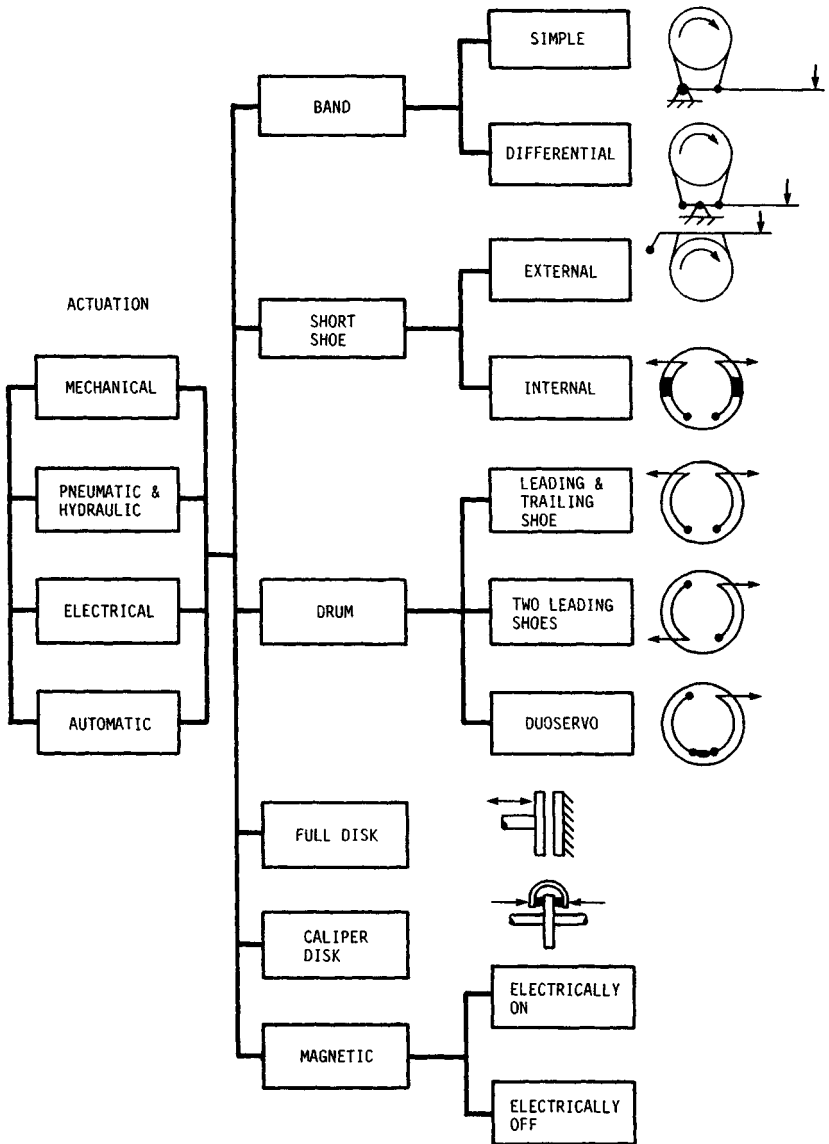 ACTUATION
MECHANICAL
PNEUMATIC &
HYDRAULIC
ELECTRICAL
AUTOMATIC
BAND
SIMPLE
DIFFERENTIAL
SHORT
SHOE
EXTERNAL
INTERNAL
DRUM
LEADING &
TRAILING
SHOE
TWO LEADING
SHOES
DUOSERVO
FULL DISK
CALIPER
DISK
MAGNETIC
ELECTRICALLY
ON
ELECTRICALLY
OFF